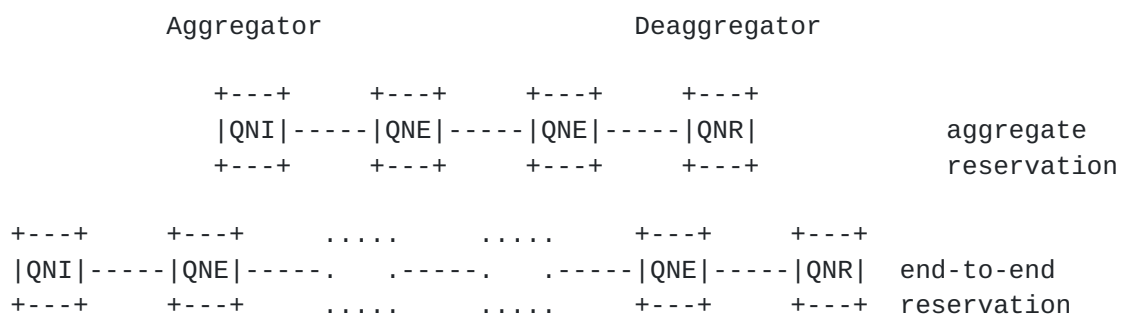 Aggregator                      Deaggregator

               +---+       +---+       +---+       +---+
               |QNI|-----|QNE|-----|QNE|-----|QNR|               aggregate
               +---+       +---+       +---+       +---+               reservation

+---+       +---+       .....       .....       +---+       +---+
|QNI|-----|QNE|-----.   .-----.   .-----|QNE|-----|QNR|   end-to-end
+---+       +---+       .....       .....       +---+       +---+   reservation